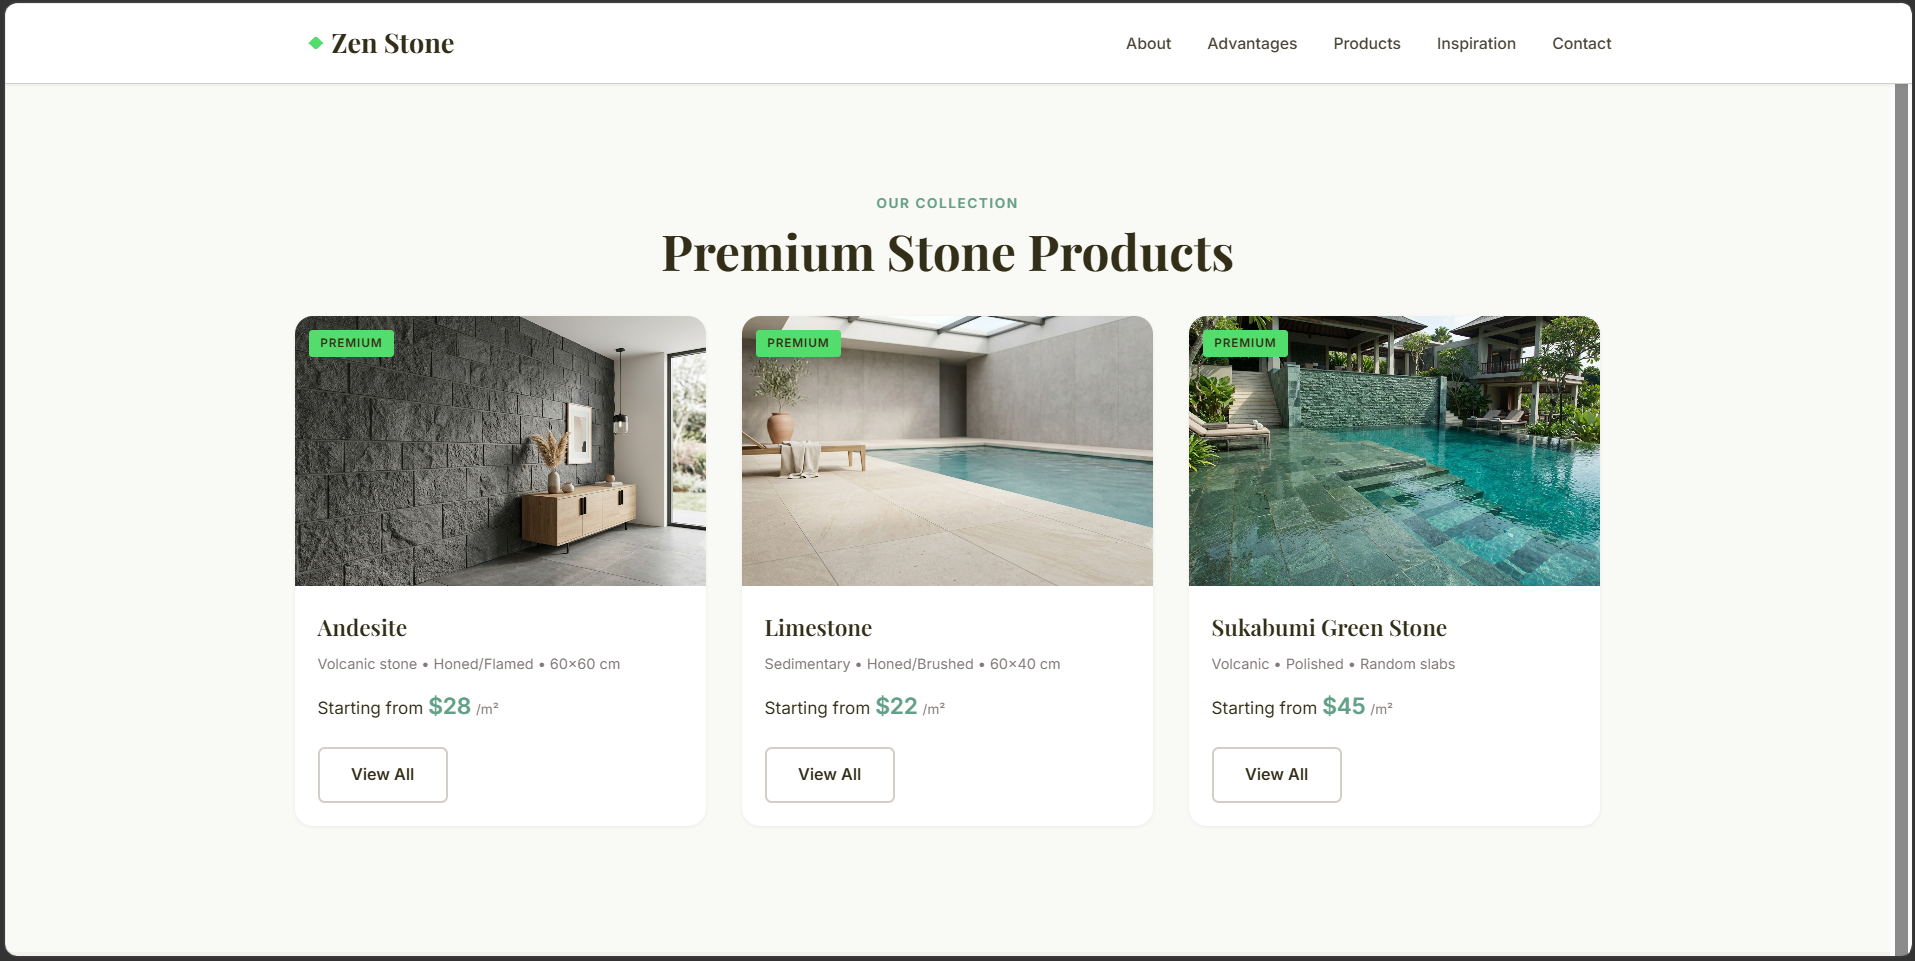 Zen Stone
About Advantages Products Inspiration Contact
OUR COLLECTION
Premium Stone Products
PREMIUM
Andesite
Volcanic stone • Honed/Flamed • 60×60 cm
Starting from $28 /m²
View All
PREMIUM
Limestone
Sedimentary • Honed/Brushed • 60×40 cm
Starting from $22 /m²
View All
PREMIUM
Sukabumi Green Stone
Volcanic • Polished • Random slabs
Starting from $45 /m²
View All